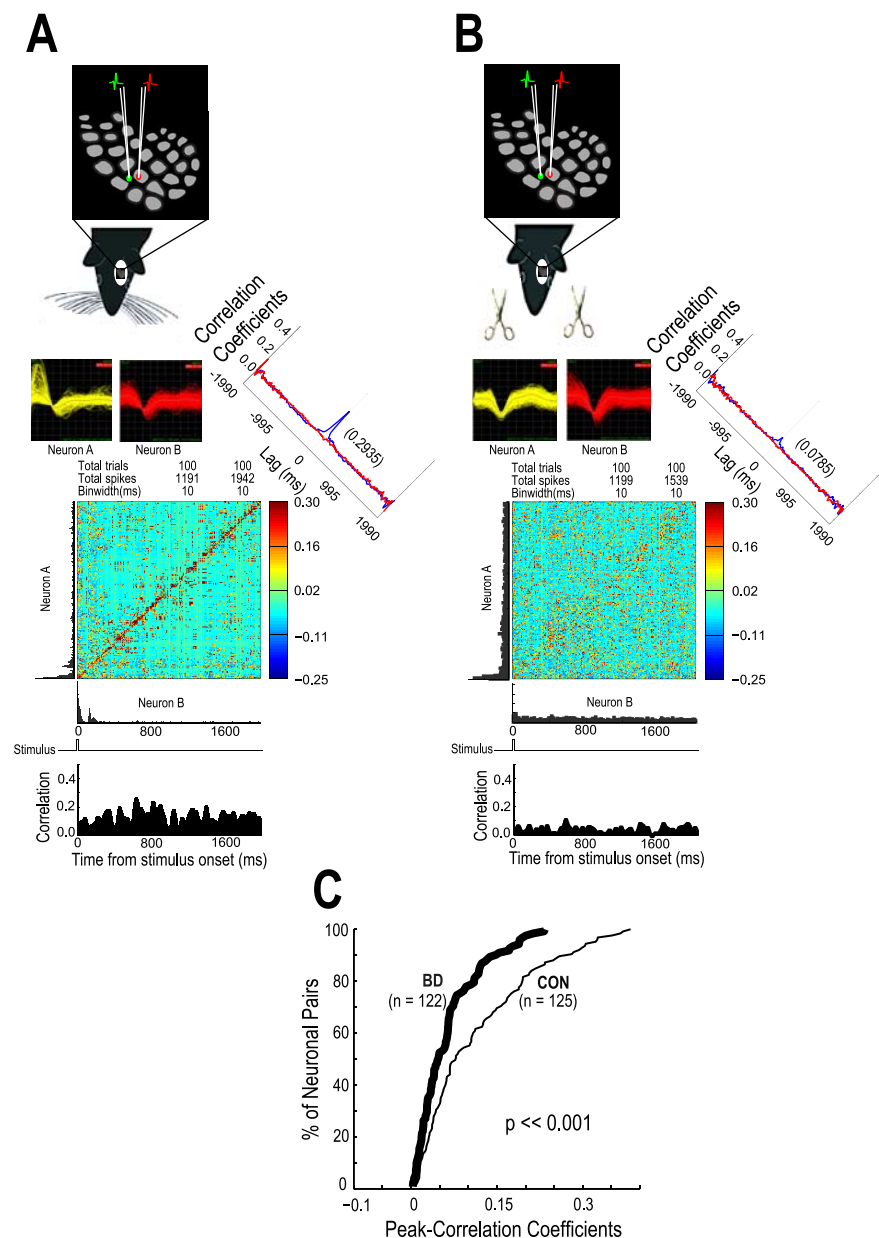 A
Correlation
Coefficients
0.4
0.2
0.0
-1990
-995
0
995
1990
Lag (ms)
(0.2935)
Neuron A
Neuron B
Total trials 100 100
Total spikes 1191 1942
Binwidth(ms) 10 10
0.30
0.16
0.02
−0.11
−0.25
Neuron A
Neuron B
0 800 1600
Stimulus
Correlation
0.4
0.2
0.0
0 800 1600
Time from stimulus onset (ms)
B
Correlation
Coefficients
0.4
0.2
0.0
-1990
-995
0
995
1990
Lag (ms)
(0.0785)
Neuron A
Neuron B
Total trials 100 100
Total spikes 1199 1539
Binwidth(ms) 10 10
0.30
0.16
0.02
−0.11
−0.25
Neuron A
Neuron B
0 800 1600
Stimulus
Correlation
0.4
0.2
0.0
0 800 1600
Time from stimulus onset (ms)
C
% of Neuronal Pairs
100
80
60
40
20
0
BD
(n = 122)
CON
(n = 125)
p << 0.001
−0.1 0 0.15 0.3
Peak-Correlation Coefficients